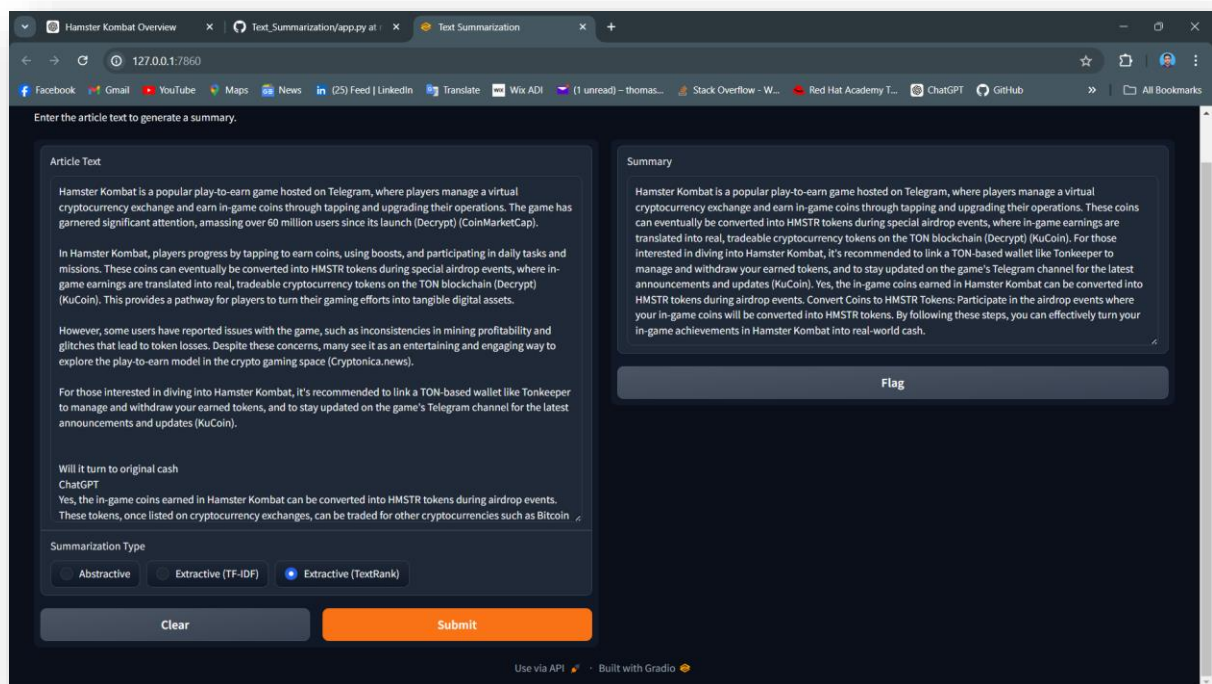 Hamster Kombat Overview
Text_Summarization/app.py at
Text Summarization
127.0.0.1:7860
Facebook
Gmail
YouTube
Maps
News
(25) Feed | LinkedIn
Translate
Wix ADI
(1 unread) – thomas...
Stack Overflow - W...
Red Hat Academy T...
ChatGPT
GitHub
All Bookmarks
Enter the article text to generate a summary.
Article Text
Hamster Kombat is a popular play-to-earn game hosted on Telegram, where players manage a virtual
cryptocurrency exchange and earn in-game coins through tapping and upgrading their operations. The game has
garnered significant attention, amassing over 60 million users since its launch (Decrypt) (CoinMarketCap).
In Hamster Kombat, players progress by tapping to earn coins, using boosts, and participating in daily tasks and
missions. These coins can eventually be converted into HMSTR tokens during special airdrop events, where in-
game earnings are translated into real, tradeable cryptocurrency tokens on the TON blockchain (Decrypt)
(KuCoin). This provides a pathway for players to turn their gaming efforts into tangible digital assets.
However, some users have reported issues with the game, such as inconsistencies in mining profitability and
glitches that lead to token losses. Despite these concerns, many see it as an entertaining and engaging way to
explore the play-to-earn model in the crypto gaming space (Cryptonica.news).
For those interested in diving into Hamster Kombat, it's recommended to link a TON-based wallet like Tonkeeper
to manage and withdraw your earned tokens, and to stay updated on the game's Telegram channel for the latest
announcements and updates (KuCoin).
Will it turn to original cash
ChatGPT
Yes, the in-game coins earned in Hamster Kombat can be converted into HMSTR tokens during airdrop events.
These tokens, once listed on cryptocurrency exchanges, can be traded for other cryptocurrencies such as Bitcoin
Summarization Type
Abstractive
Extractive (TF-IDF)
Extractive (TextRank)
Clear
Submit
Summary
Hamster Kombat is a popular play-to-earn game hosted on Telegram, where players manage a virtual
cryptocurrency exchange and earn in-game coins through tapping and upgrading their operations. These coins
can eventually be converted into HMSTR tokens during special airdrop events, where in-game earnings are
translated into real, tradeable cryptocurrency tokens on the TON blockchain (Decrypt) (KuCoin). For those
interested in diving into Hamster Kombat, it's recommended to link a TON-based wallet like Tonkeeper to
manage and withdraw your earned tokens, and to stay updated on the game's Telegram channel for the latest
announcements and updates (KuCoin). Yes, the in-game coins earned in Hamster Kombat can be converted into
HMSTR tokens during airdrop events. Convert Coins to HMSTR Tokens: Participate in the airdrop events where
your in-game coins will be converted into HMSTR tokens. By following these steps, you can effectively turn your
in-game achievements in Hamster Kombat into real-world cash.
Flag
Use via API · Built with Gradio